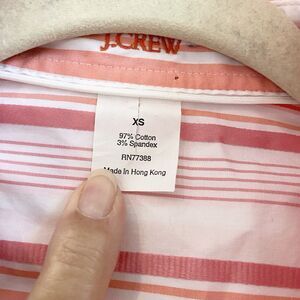 J.CREW
XS
97% Cotton
3% Spandex
RN77388
Made In Hong Kong